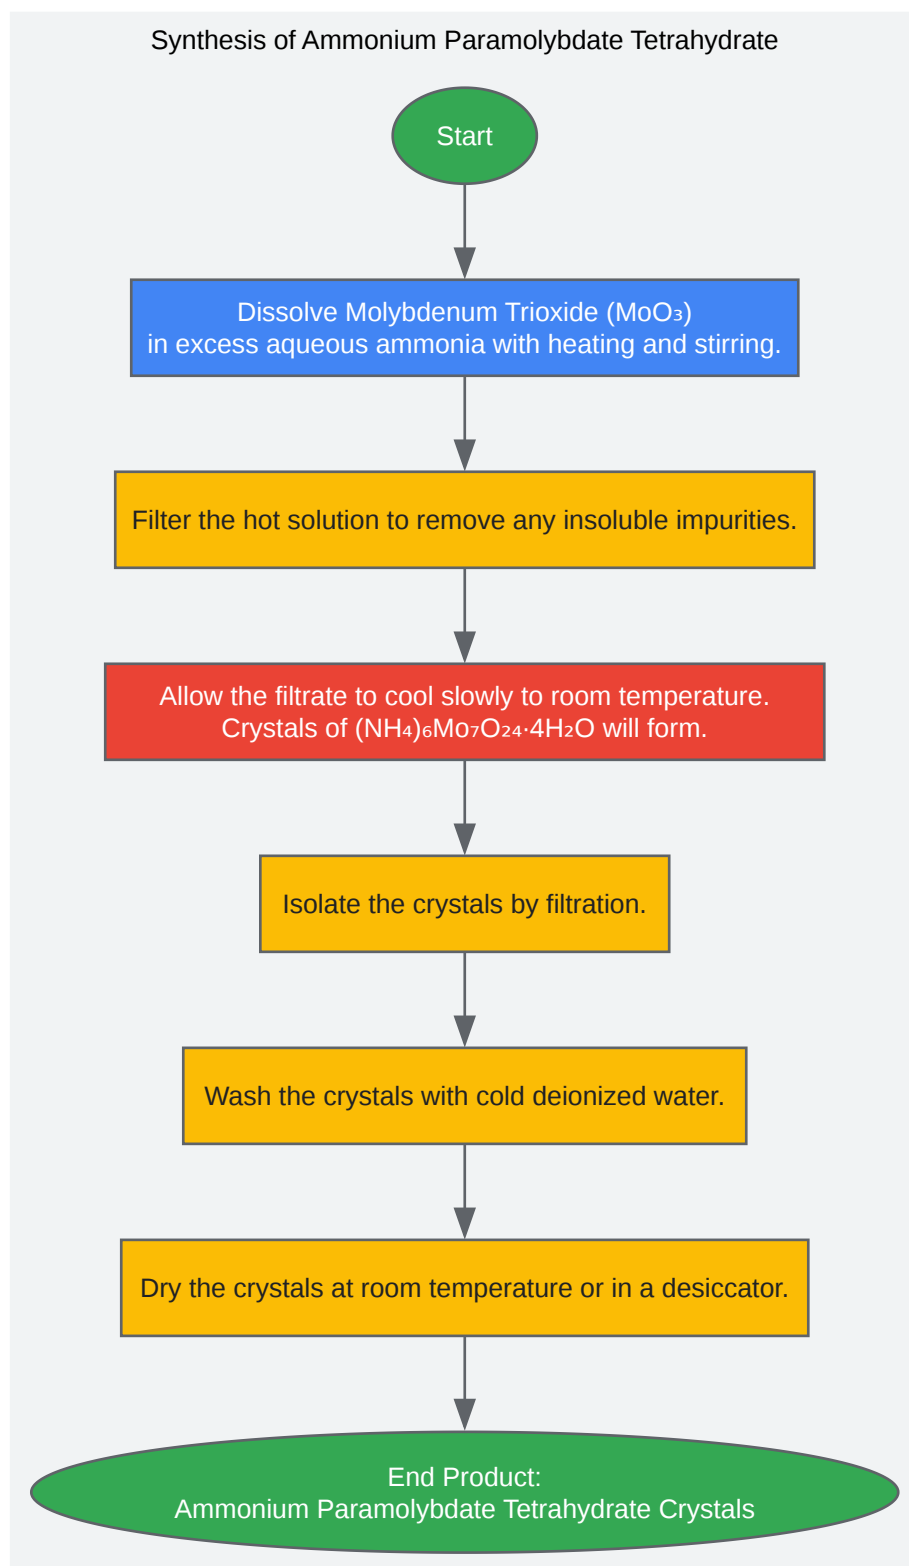 Synthesis of Ammonium Paramolybdate Tetrahydrate
Start
Dissolve Molybdenum Trioxide (MoO₃)
in excess aqueous ammonia with heating and stirring.
Filter the hot solution to remove any insoluble impurities.
Allow the filtrate to cool slowly to room temperature.
Crystals of (NH₄)₆Mo₇O₂₄·4H₂O will form.
Isolate the crystals by filtration.
Wash the crystals with cold deionized water.
Dry the crystals at room temperature or in a desiccator.
End Product:
Ammonium Paramolybdate Tetrahydrate Crystals